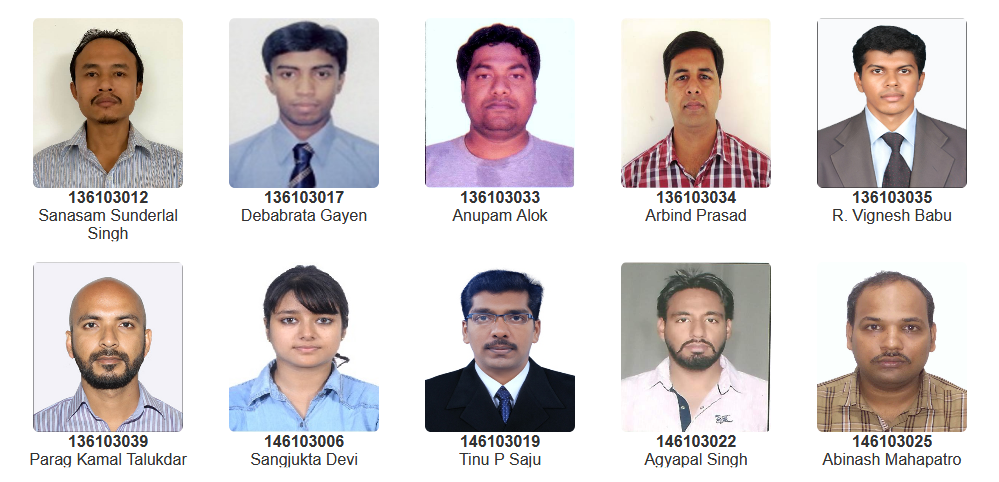 136103012
Sanasam Sunderlal
Singh
136103017
Debabrata Gayen
136103033
Anupam Alok
136103034
Arbind Prasad
136103035
R. Vignesh Babu
136103039
Parag Kamal Talukdar
146103006
Sangjukta Devi
146103019
Tinu P Saju
146103022
Agyapal Singh
146103025
Abinash Mahapatro